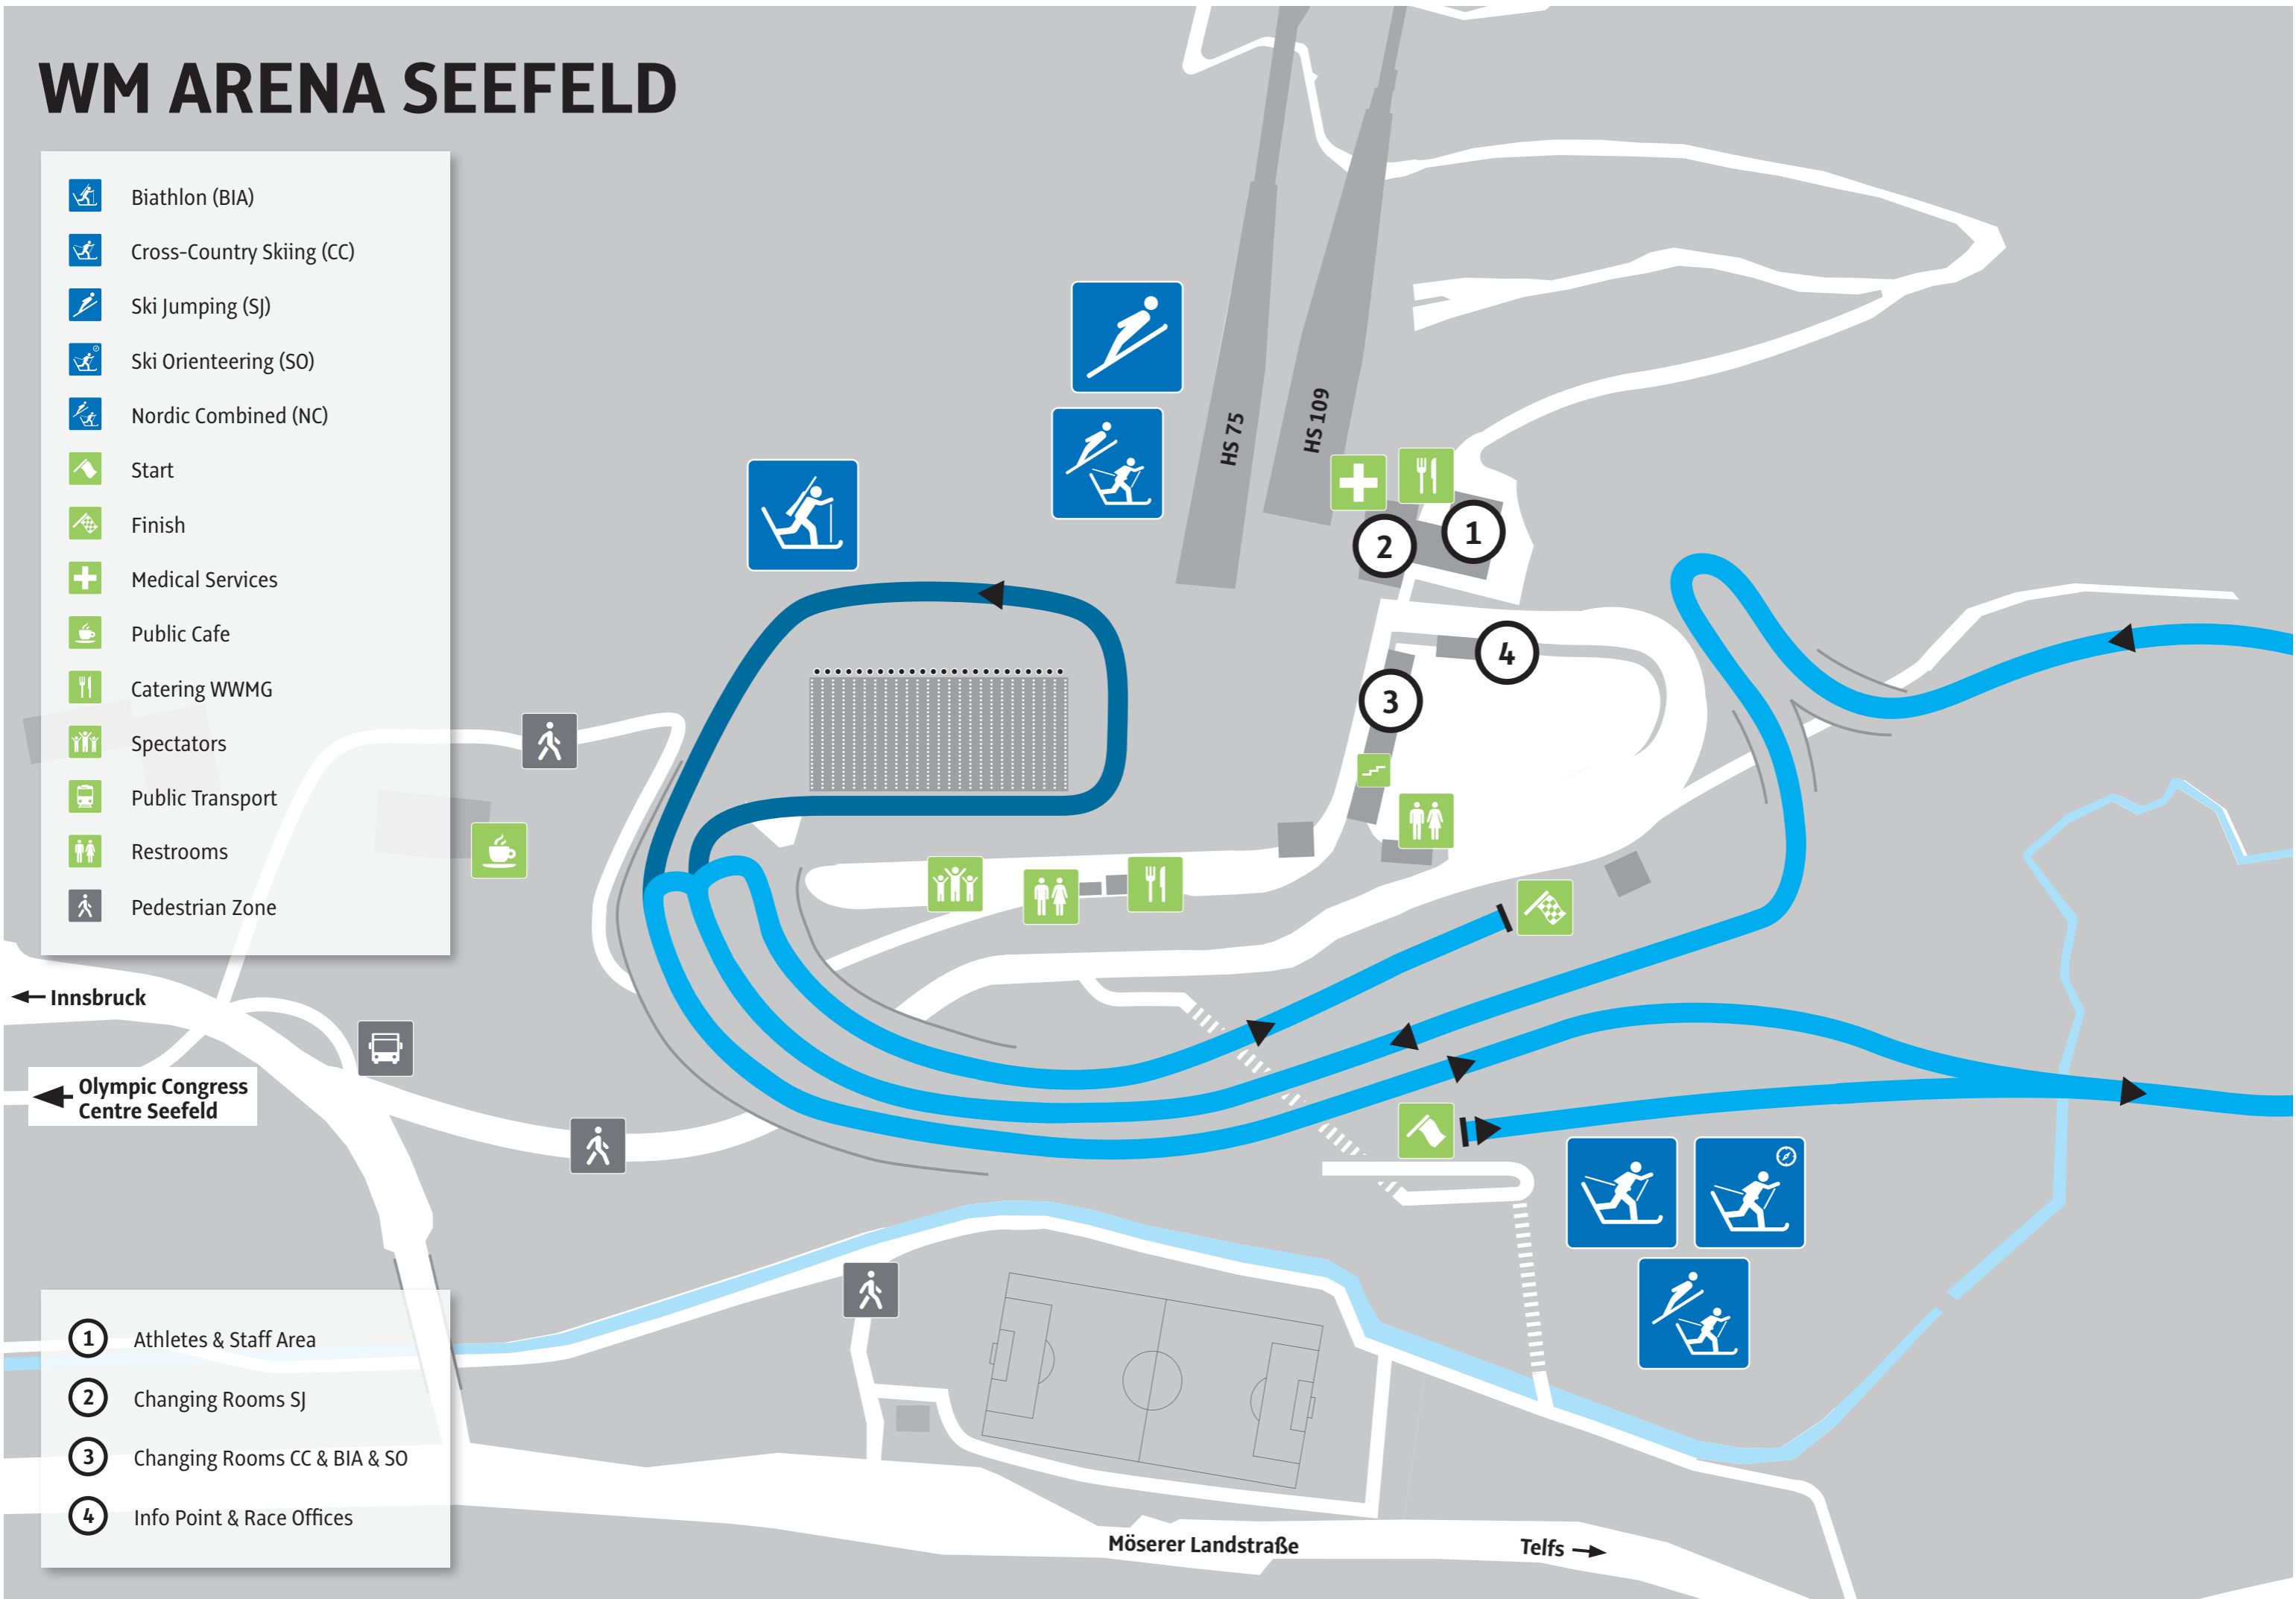 WM ARENA SEEFELD
Biathlon (BIA)
Cross-Country Skiing (CC)
Ski Jumping (SJ)
Ski Orienteering (SO)
Nordic Combined (NC)
Start
Finish
Medical Services
Public Cafe
Catering WWMG
Spectators
Public Transport
Restrooms
Pedestrian Zone
HS 75
HS 109
1
2
4
3
Innsbruck
Olympic Congress
Centre Seefeld
1 Athletes & Staff Area
2 Changing Rooms SJ
3 Changing Rooms CC & BIA & SO
4 Info Point & Race Offices
Möserer Landstraße
Telfs